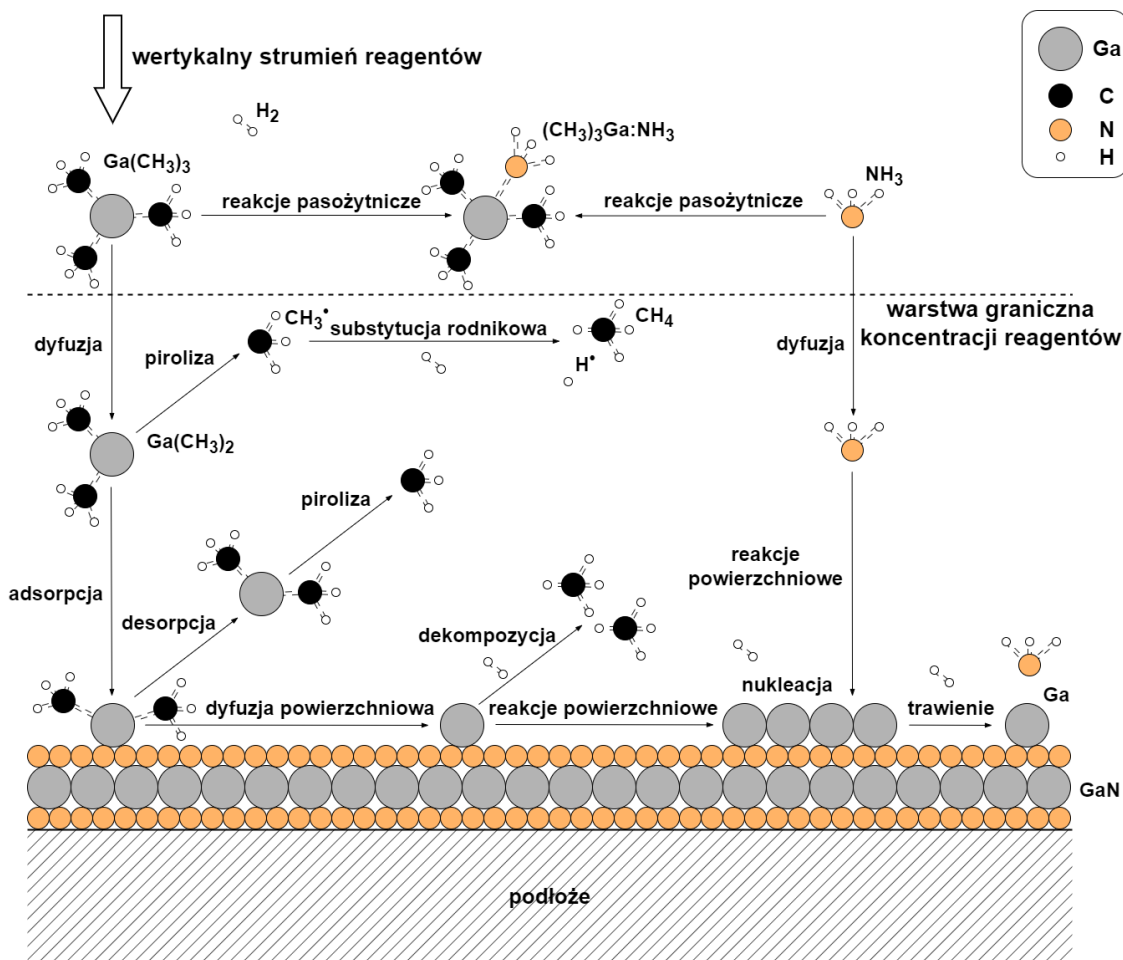 wertykalny strumień reagentów
Ga
C
N
H
H2
(CH3)3Ga:NH3
Ga(CH3)3
NH3
reakcje pasożytnicze
reakcje pasożytnicze
warstwa graniczna
koncentracji reagentów
CH3•
substytucja rodnikowa
CH4
dyfuzja
piroliza
H•
dyfuzja
Ga(CH3)2
piroliza
reakcje
powierzchniowe
adsorpcja
desorpcja
dekompozycja
nukleacja
Ga
dyfuzja powierzchniowa
reakcje powierzchniowe
trawienie
GaN
podłoże